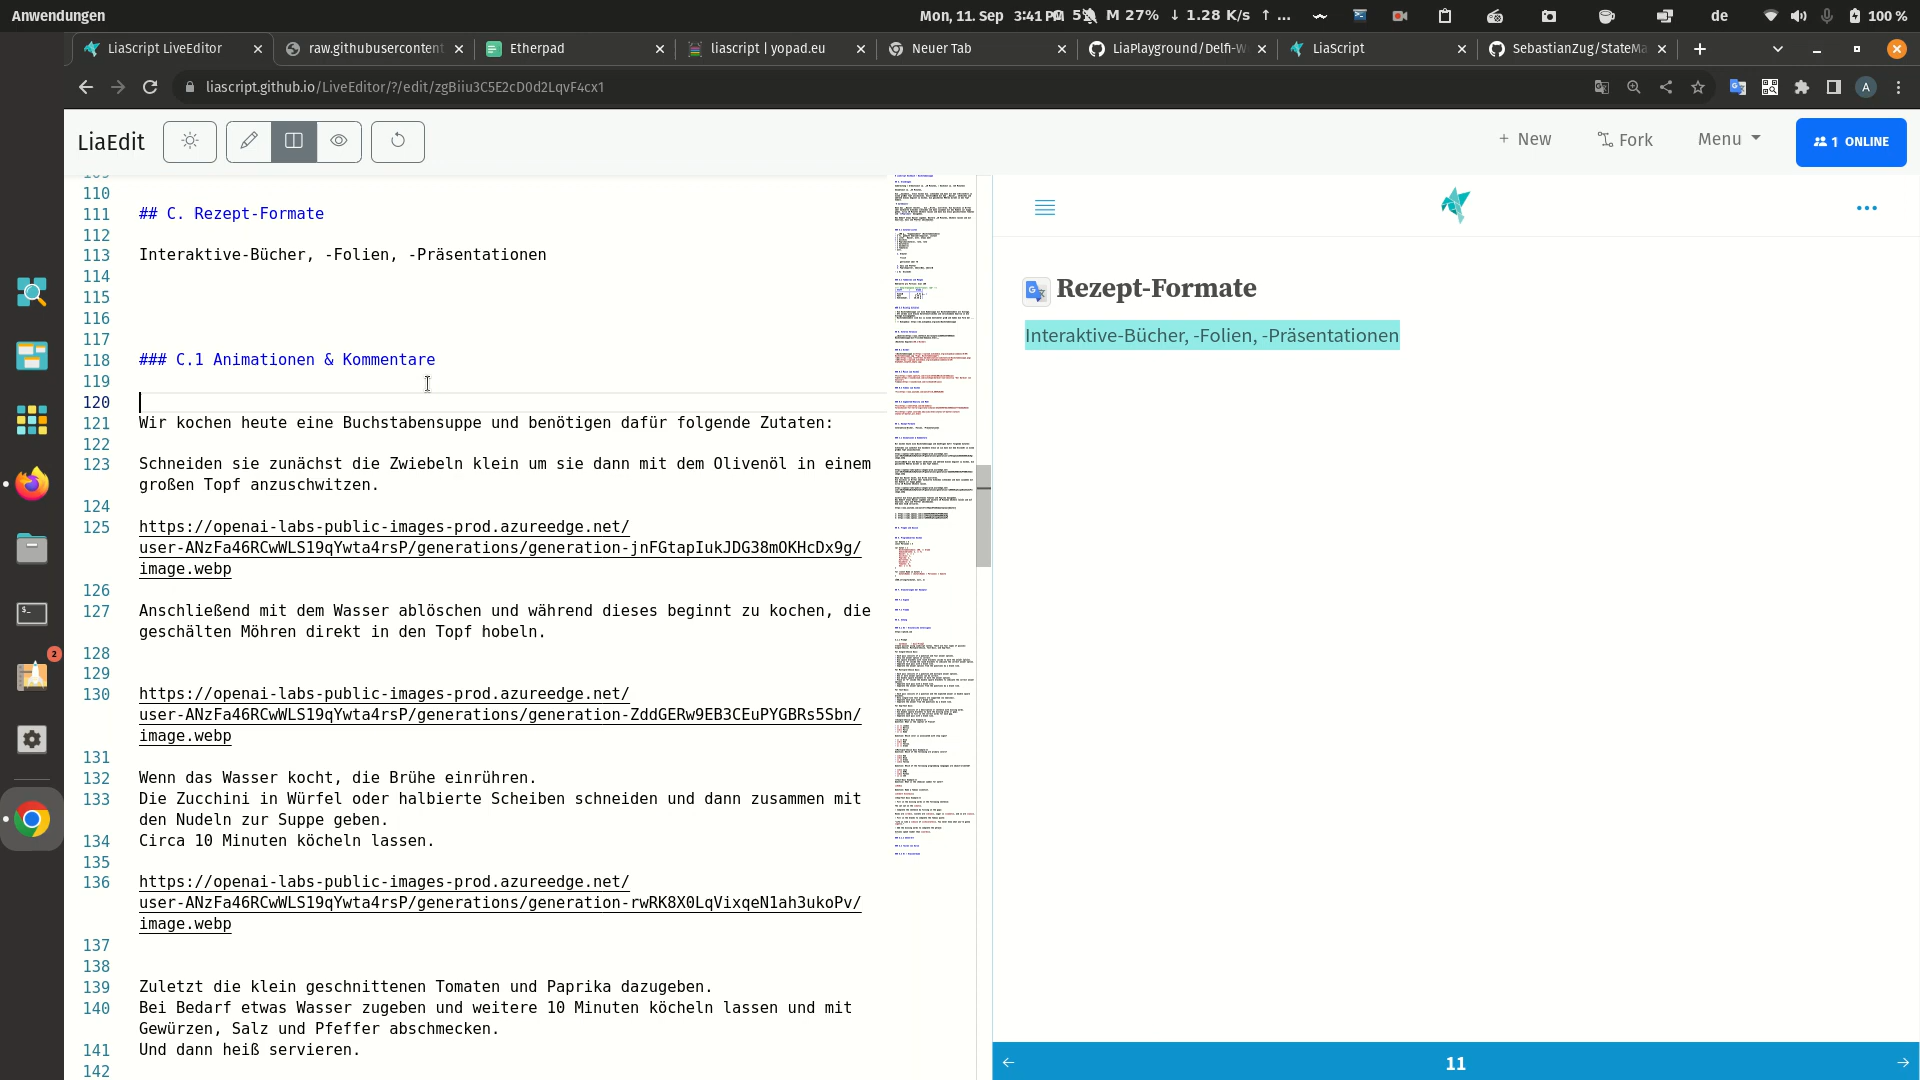 Anwendungen
Mon, 11. Sep 3:41 PM
M 27% ↓ 1.28 K/s ↑ ...
de
100 %
LiaScript LiveEditor
raw.githubusercontent
Etherpad
liascript | yopad.eu
Neuer Tab
LiaPlayground/Delfi-W
LiaScript
SebastianZug/StateMa
liascript.github.io/LiveEditor/?/edit/zgBiiu3C5E2cD0d2LqvF4cx1
A
LiaEdit
+ New
Fork
Menu
1 ONLINE
109
110
111 ## C. Rezept-Formate
112
113 Interaktive-Bücher, -Folien, -Präsentationen
114
115
116
117
118 ### C.1 Animationen & Kommentare
119
120
121 Wir kochen heute eine Buchstabensuppe und benötigen dafür folgende Zutaten:
122
123 Schneiden sie zunächst die Zwiebeln klein um sie dann mit dem Olivenöl in einem
großen Topf anzuschwitzen.
124
125 https://openai-labs-public-images-prod.azureedge.net/
user-ANzFa46RCwWLS19qYwta4rsP/generations/generation-jnFGtapIukJDG38mOKHcDx9g/
image.webp
126
127 Anschließend mit dem Wasser ablöschen und während dieses beginnt zu kochen, die
geschälten Möhren direkt in den Topf hobeln.
128
129
130 https://openai-labs-public-images-prod.azureedge.net/
user-ANzFa46RCwWLS19qYwta4rsP/generations/generation-ZddGERw9EB3CEuPYGBRs5Sbn/
image.webp
131
132 Wenn das Wasser kocht, die Brühe einrühren.
133 Die Zucchini in Würfel oder halbierte Scheiben schneiden und dann zusammen mit
den Nudeln zur Suppe geben.
134 Circa 10 Minuten köcheln lassen.
135
136 https://openai-labs-public-images-prod.azureedge.net/
user-ANzFa46RCwWLS19qYwta4rsP/generations/generation-rwRK8X0LqVixqeN1ah3ukoPv/
image.webp
137
138
139 Zuletzt die klein geschnittenen Tomaten und Paprika dazugeben.
140 Bei Bedarf etwas Wasser zugeben und weitere 10 Minuten köcheln lassen und mit
Gewürzen, Salz und Pfeffer abschmecken.
141 Und dann heiß servieren.
142
Rezept-Formate
Interaktive-Bücher, -Folien, -Präsentationen
11
2